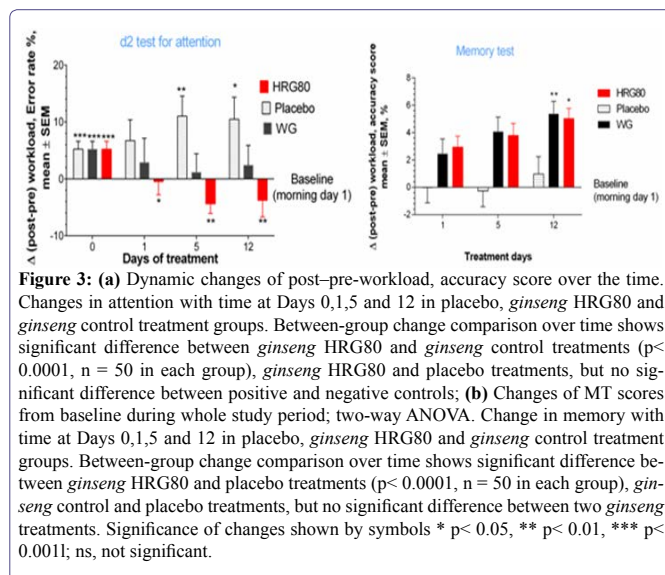 d2 test for attention
Δ (post-pre) workload, Error rate %,
mean ± SEM
20
10
0
-10
**
*
*********
HRG80
Placebo
WG
Baseline
(morning day 1)
*
**
**
0
1
5
12
Days of treatment
Memory test
Δ (post-pre) workload, accuracy score
mean ± SEM, %
8
6
4
2
0
-2
**
*
HRG80
Placebo
WG
Baseline
(morning day 1)
1
5
12
Treatment days
Figure 3: (a) Dynamic changes of post–pre-workload, accuracy score over the time.
Changes in attention with time at Days 0,1,5 and 12 in placebo, ginseng HRG80 and
ginseng control treatment groups. Between-group change comparison over time shows
significant difference between ginseng HRG80 and ginseng control treatments (p<
0.0001, n = 50 in each group), ginseng HRG80 and placebo treatments, but no sig-
nificant difference between positive and negative controls; (b) Changes of MT scores
from baseline during whole study period; two-way ANOVA. Change in memory with
time at Days 0,1,5 and 12 in placebo, ginseng HRG80 and ginseng control treatment
groups. Between-group change comparison over time shows significant difference be-
tween ginseng HRG80 and placebo treatments (p< 0.0001, n = 50 in each group), gin-
seng control and placebo treatments, but no significant difference between two ginseng
treatments. Significance of changes shown by symbols * p< 0.05, ** p< 0.01, *** p<
0.001l; ns, not significant.